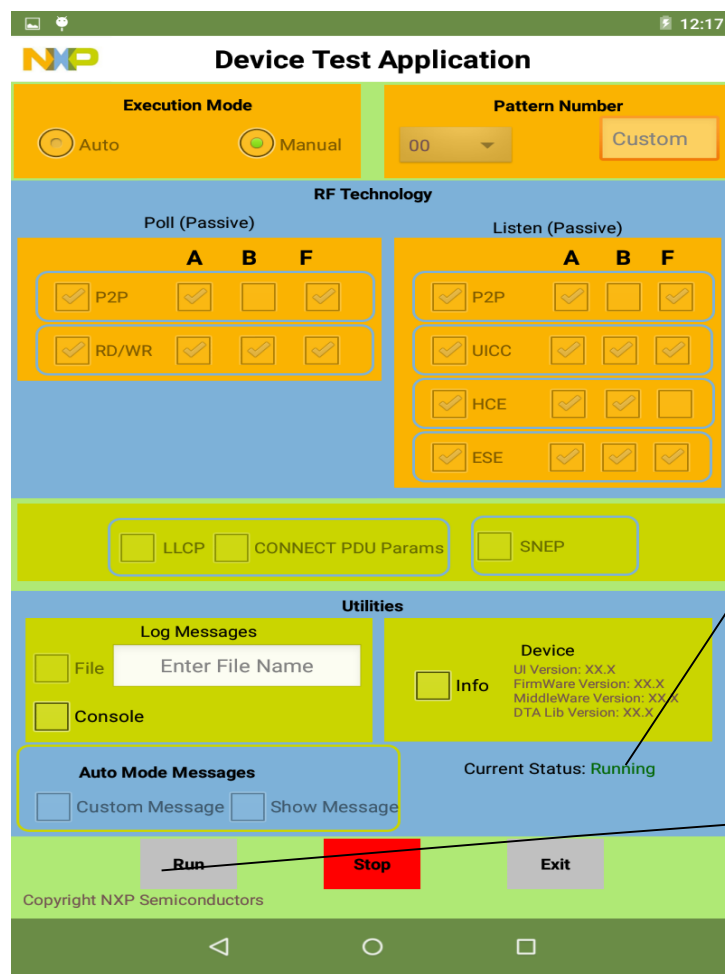 12:17
NXP
Device Test Application
Execution Mode
Auto
Manual
Pattern Number
00
Custom
RF Technology
Poll (Passive)
A B F
P2P
RD/WR
Listen (Passive)
A B F
P2P
UICC
HCE
ESE
LLCP
CONNECT PDU Params
SNEP
Utilities
Log Messages
File
Enter File Name
Console
Device
Info
UI Version: XX.X
FirmWare Version: XX.X
MiddleWare Version: XX.X
DTA Lib Version: XX.X
Auto Mode Messages
Custom Message
Show Message
Current Status: Running
Run
Stop
Exit
Copyright NXP Semiconductors